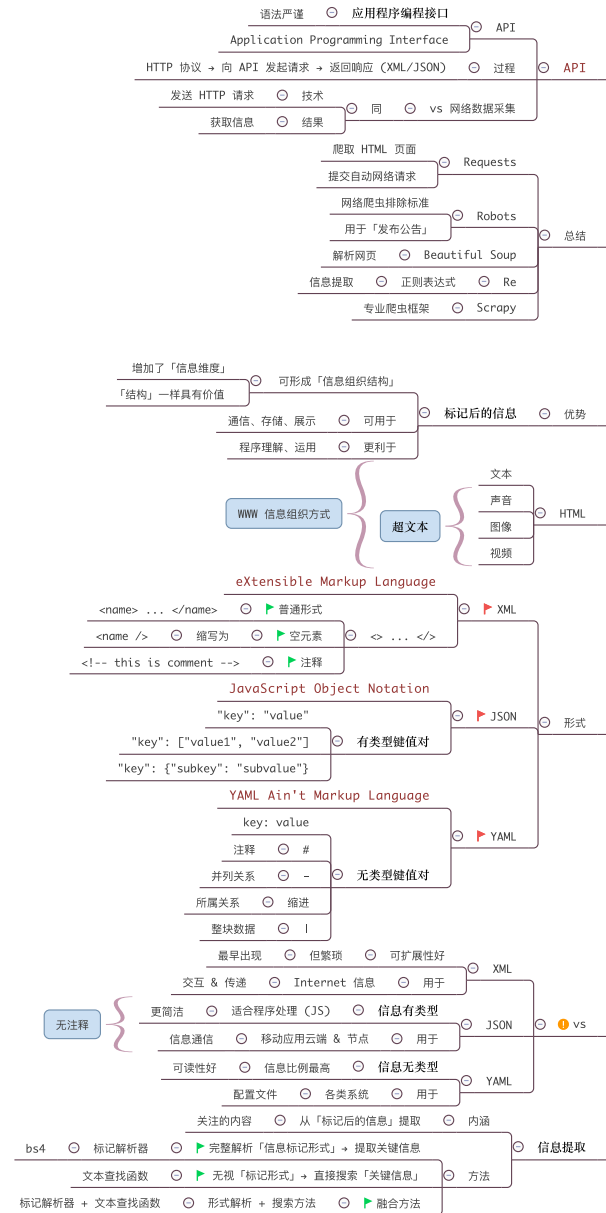 语法严谨 应用程序编程接口
API
Application Programming Interface
HTTP 协议 → 向 API 发起请求 → 返回响应 (XML/JSON) 过程 API
发送 HTTP 请求 技术
同 vs 网络数据采集
获取信息 结果
爬取 HTML 页面
Requests
提交自动网络请求
网络爬虫排除标准
Robots
用于「发布公告」
总结
解析网页 Beautiful Soup
信息提取 正则表达式 Re
专业爬虫框架 Scrapy
增加了「信息维度」
可形成「信息组织结构」
「结构」一样具有价值
标记后的信息 优势
通信、存储、展示 可用于
程序理解、运用 更利于
文本
声音
WWW 信息组织方式 超文本 HTML
图像
视频
eXtensible Markup Language
XML
<name> ... </name> 普通形式
<name /> 缩写为 空元素 <> ... </>
<!-- this is comment --> 注释
JavaScript Object Notation
"key": "value" JSON
形式
"key": ["value1", "value2"] 有类型键值对
"key": {"subkey": "subvalue"}
YAML Ain't Markup Language
key: value
YAML
注释 #
并列关系 - 无类型键值对
所属关系 缩进
整块数据 |
最早出现 但繁琐 可扩展性好
XML
交互 & 传递 Internet 信息 用于
更简洁 适合程序处理 (JS) 信息有类型
无注释 JSON vs
信息通信 移动应用云端 & 节点 用于
可读性好 信息比例最高 信息无类型
YAML
配置文件 各类系统 用于
关注的内容 从「标记后的信息」提取 内涵
信息提取
bs4 标记解析器 完整解析「信息标记形式」→ 提取关键信息
文本查找函数 无视「标记形式」→ 直接搜索「关键信息」 方法
标记解析器 + 文本查找函数 形式解析 + 搜索方法 融合方法